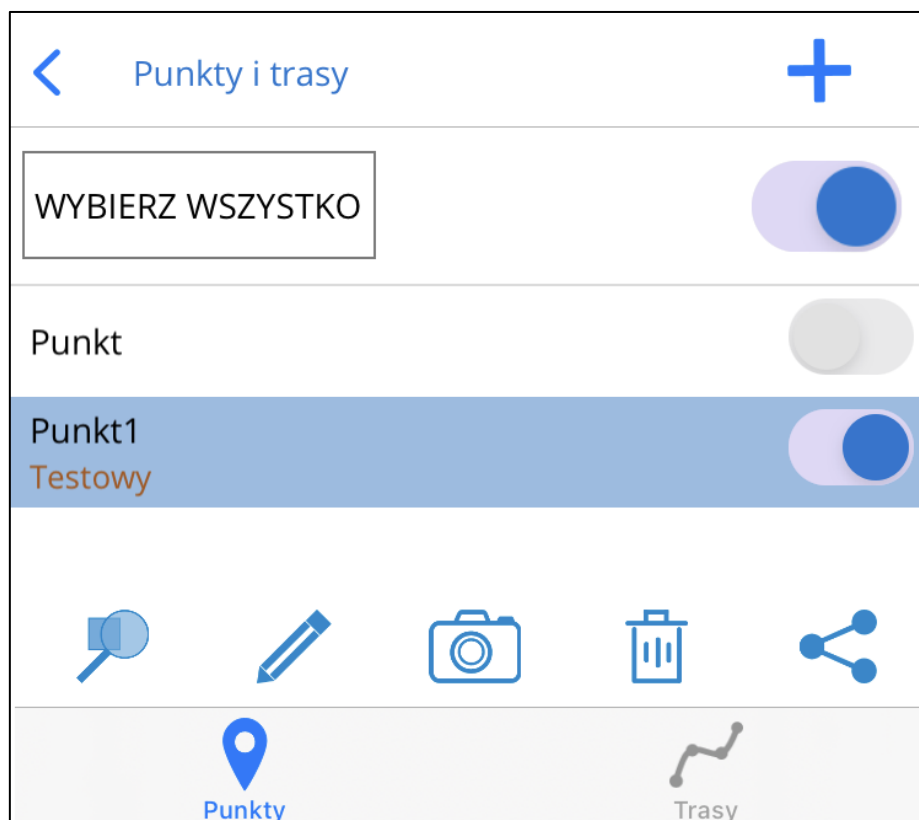 Punkty i trasy
WYBIERZ WSZYSTKO
Punkt
Punkt1
Testowy
Punkty
Trasy